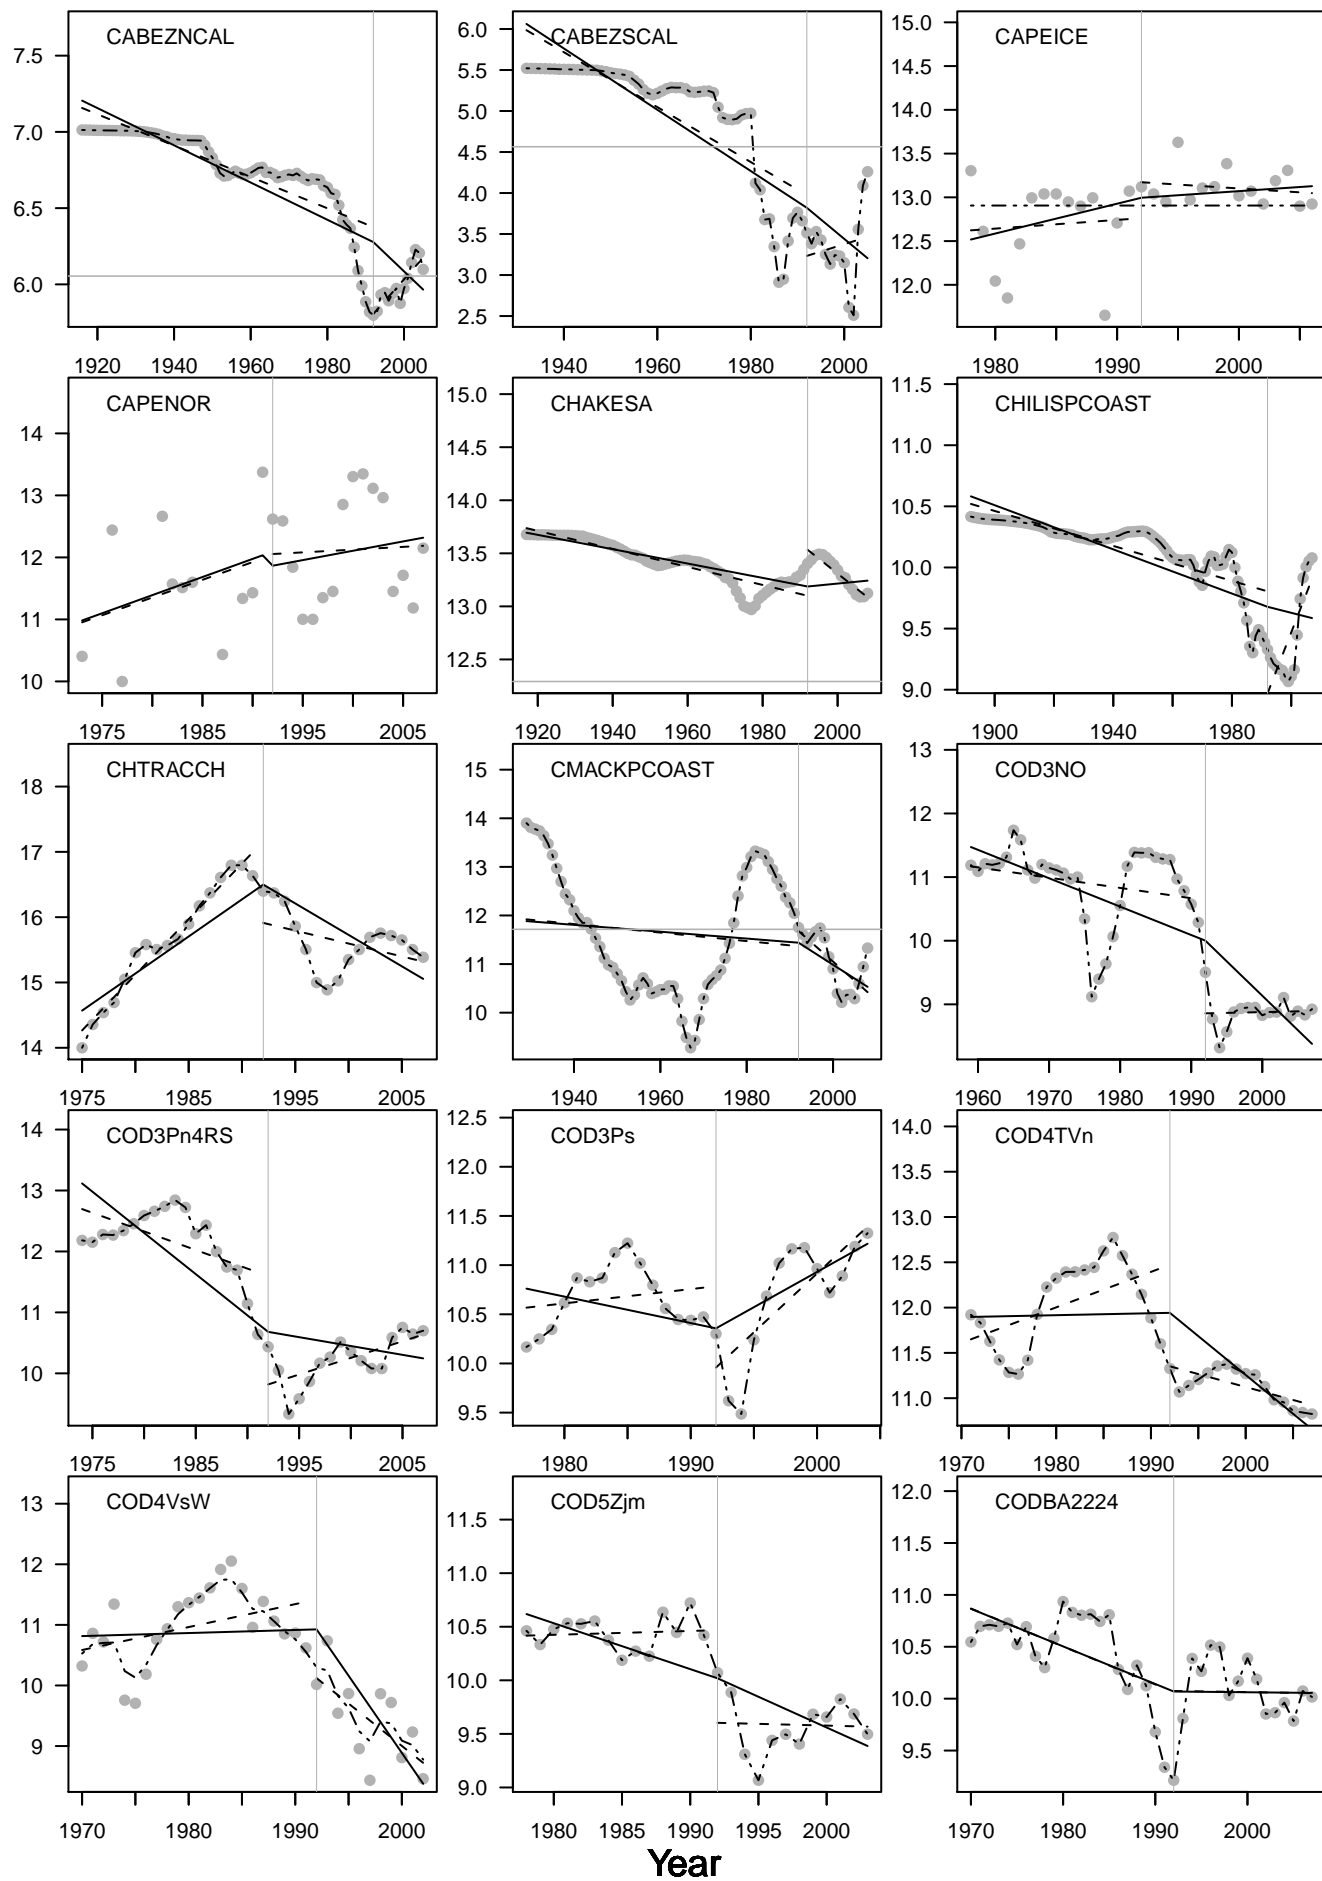 CABEZNCAL
7.5
7.0
6.5
6.0
1920 1940 1960 1980 2000
CABEZSCAL
6.0
5.5
5.0
4.5
4.0
3.5
3.0
2.5
1940 1960 1980 2000
CAPEICE
15.0
14.5
14.0
13.5
13.0
12.5
12.0
1980 1990 2000
CAPENOR
14
13
12
11
10
1975 1985 1995 2005
CHAKESA
15.0
14.5
14.0
13.5
13.0
12.5
1920 1940 1960 1980 2000
CHILISPCOAST
11.5
11.0
10.5
10.0
9.5
9.0
1900 1940 1980
CHTRACCH
18
17
16
15
14
1975 1985 1995 2005
CMACKPCOAST
15
14
13
12
11
10
1940 1960 1980 2000
COD3NO
13
12
11
10
9
1960 1970 1980 1990 2000
COD3Pn4RS
14
13
12
11
10
1975 1985 1995 2005
COD3Ps
12.5
12.0
11.5
11.0
10.5
10.0
9.5
1980 1990 2000
COD4TVn
14.0
13.5
13.0
12.5
12.0
11.5
11.0
1970 1980 1990 2000
COD4VsW
13
12
11
10
9
1970 1980 1990 2000
COD5Zjm
11.5
11.0
10.5
10.0
9.5
9.0
1980 1985 1990 1995 2000
CODBA2224
12.0
11.5
11.0
10.5
10.0
9.5
1970 1980 1990 2000
Year